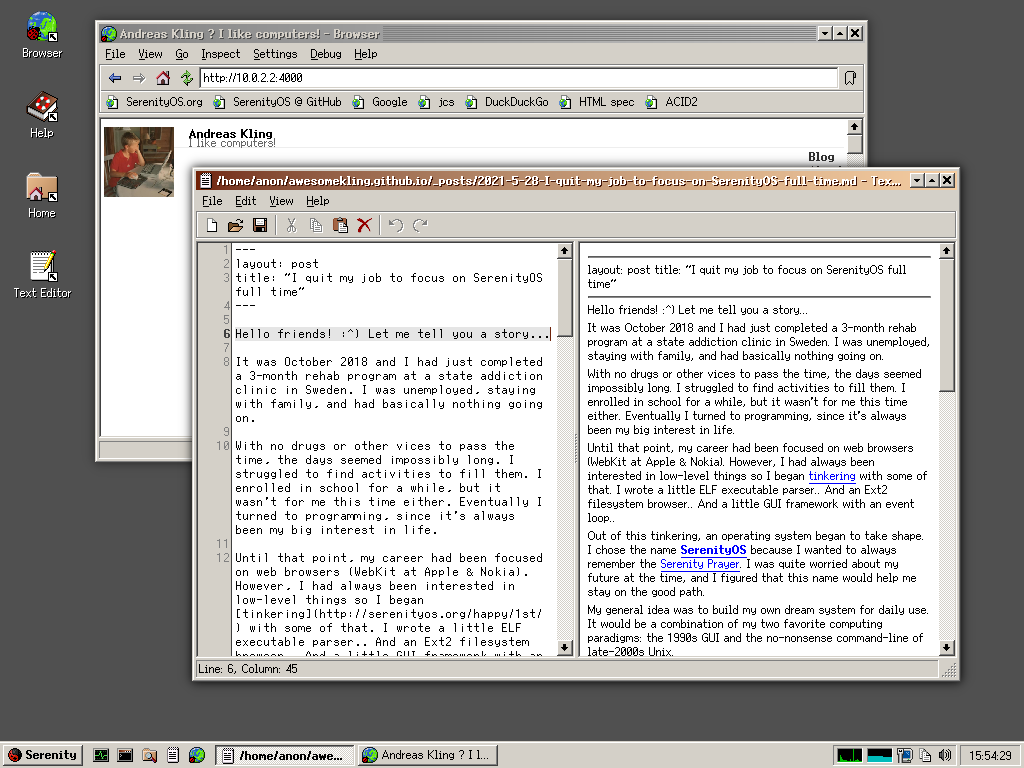 Browser
Help
Home
Text Editor
Andreas Kling ? I like computers! - Browser
File View Go Inspect Settings Debug Help
http://10.0.2.2:4000
SerenityOS.org SerenityOS @ GitHub Google jcs DuckDuckGo HTML spec ACID2
Andreas Kling
I like computers!
Blog
/home/anon/awesomekling.github.io/_posts/2021-5-28-I-quit-my-job-to-focus-on-SerenityOS-full-time.md - Tex...
File Edit View Help
1 ---
2 layout: post
3 title: "I quit my job to focus on SerenityOS
full time"
4 ---
5
6 Hello friends! :^) Let me tell you a story...
7
8 It was October 2018 and I had just completed
a 3-month rehab program at a state addiction
clinic in Sweden. I was unemployed, staying
with family, and had basically nothing going
on.
9
10 With no drugs or other vices to pass the
time, the days seemed impossibly long. I
struggled to find activities to fill them. I
enrolled in school for a while, but it
wasn't for me this time either. Eventually I
turned to programming, since it's always
been my big interest in life.
11
12 Until that point, my career had been focused
on web browsers (WebKit at Apple & Nokia).
However, I had always been interested in
low-level things so I began
[tinkering](http://serenityos.org/happy/1st/
) with some of that. I wrote a little ELF
executable parser.. And an Ext2 filesystem
browser.. And a little GUI framework with an
layout: post title: "I quit my job to focus on SerenityOS full
time"
Hello friends! :^) Let me tell you a story...
It was October 2018 and I had just completed a 3-month rehab
program at a state addiction clinic in Sweden. I was unemployed,
staying with family, and had basically nothing going on.
With no drugs or other vices to pass the time, the days seemed
impossibly long. I struggled to find activities to fill them. I
enrolled in school for a while, but it wasn't for me this time
either. Eventually I turned to programming, since it's always
been my big interest in life.
Until that point, my career had been focused on web browsers
(WebKit at Apple & Nokia). However, I had always been
interested in low-level things so I began tinkering with some of
that. I wrote a little ELF executable parser.. And an Ext2
filesystem browser.. And a little GUI framework with an event
loop..
Out of this tinkering, an operating system began to take shape.
I chose the name SerenityOS because I wanted to always
remember the Serenity Prayer. I was quite worried about my
future at the time, and I figured that this name would help me
stay on the good path.
My general idea was to build my own dream system for daily use.
It would be a combination of my two favorite computing
paradigms: the 1990s GUI and the no-nonsense command-line of
late-2000s Unix.
Line: 6, Column: 45
Serenity /home/anon/awe... Andreas Kling ? I l... 15:54:29